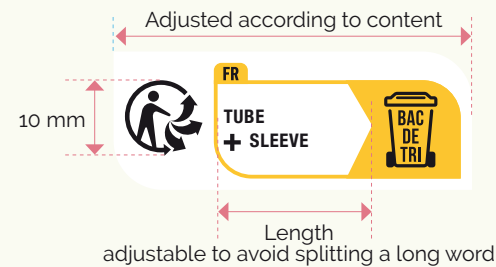 Adjusted according to content
10 mm
FR
TUBE
+ SLEEVE
BAC
DE
TRI
Length
adjustable to avoid splitting a long word